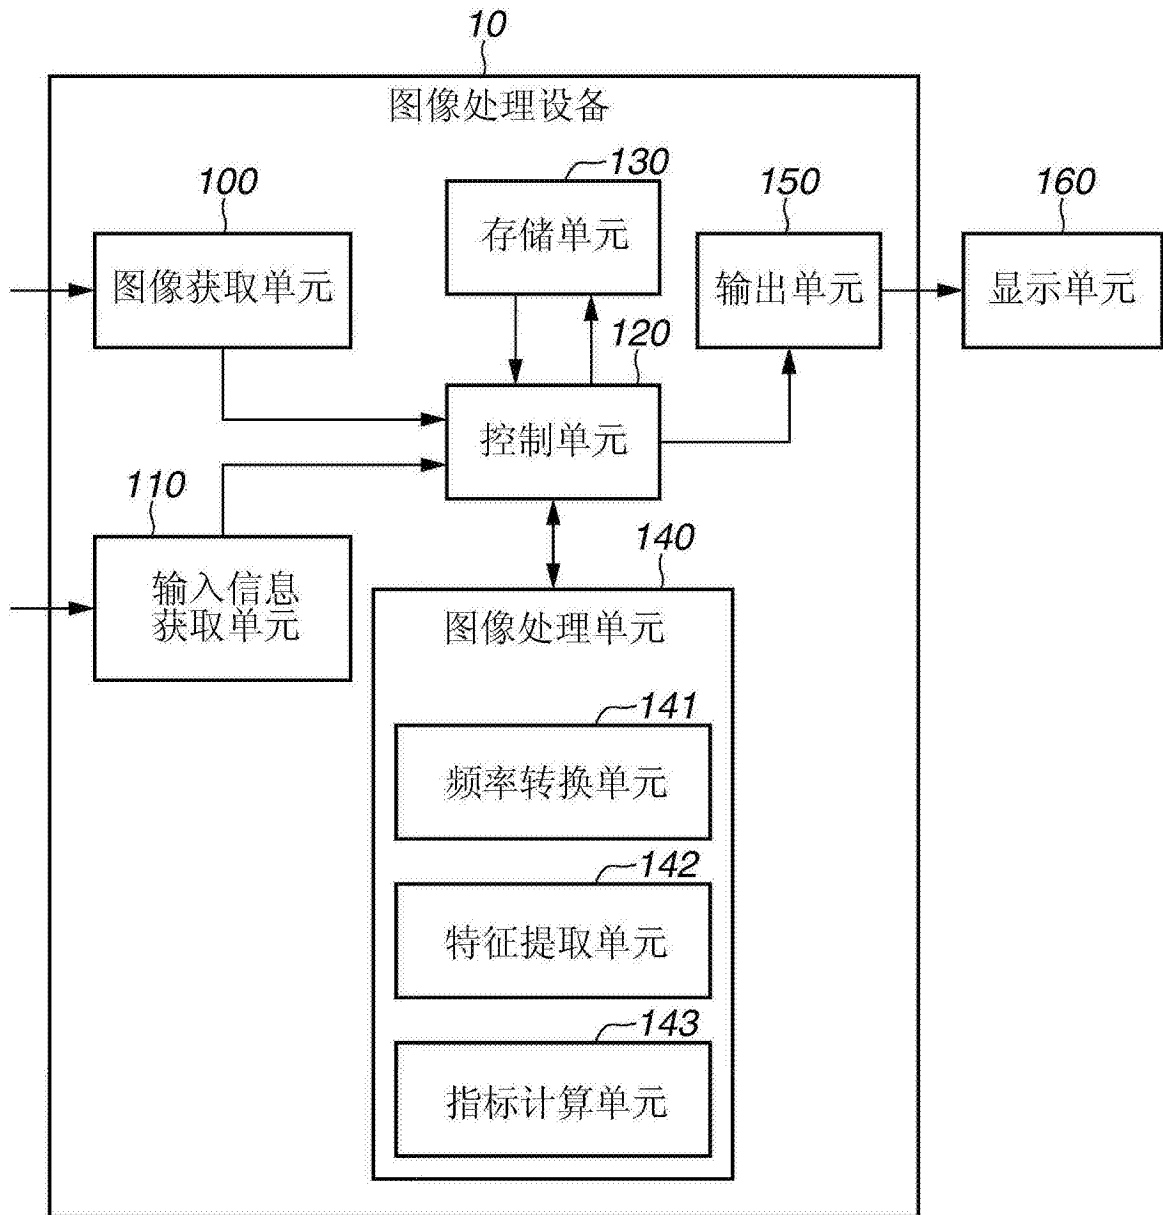 10
图像处理设备
100
图像获取单元
130
存储单元
150
输出单元
160
显示单元
120
控制单元
110
输入信息
获取单元
140
图像处理单元
141
频率转换单元
142
特征提取单元
143
指标计算单元